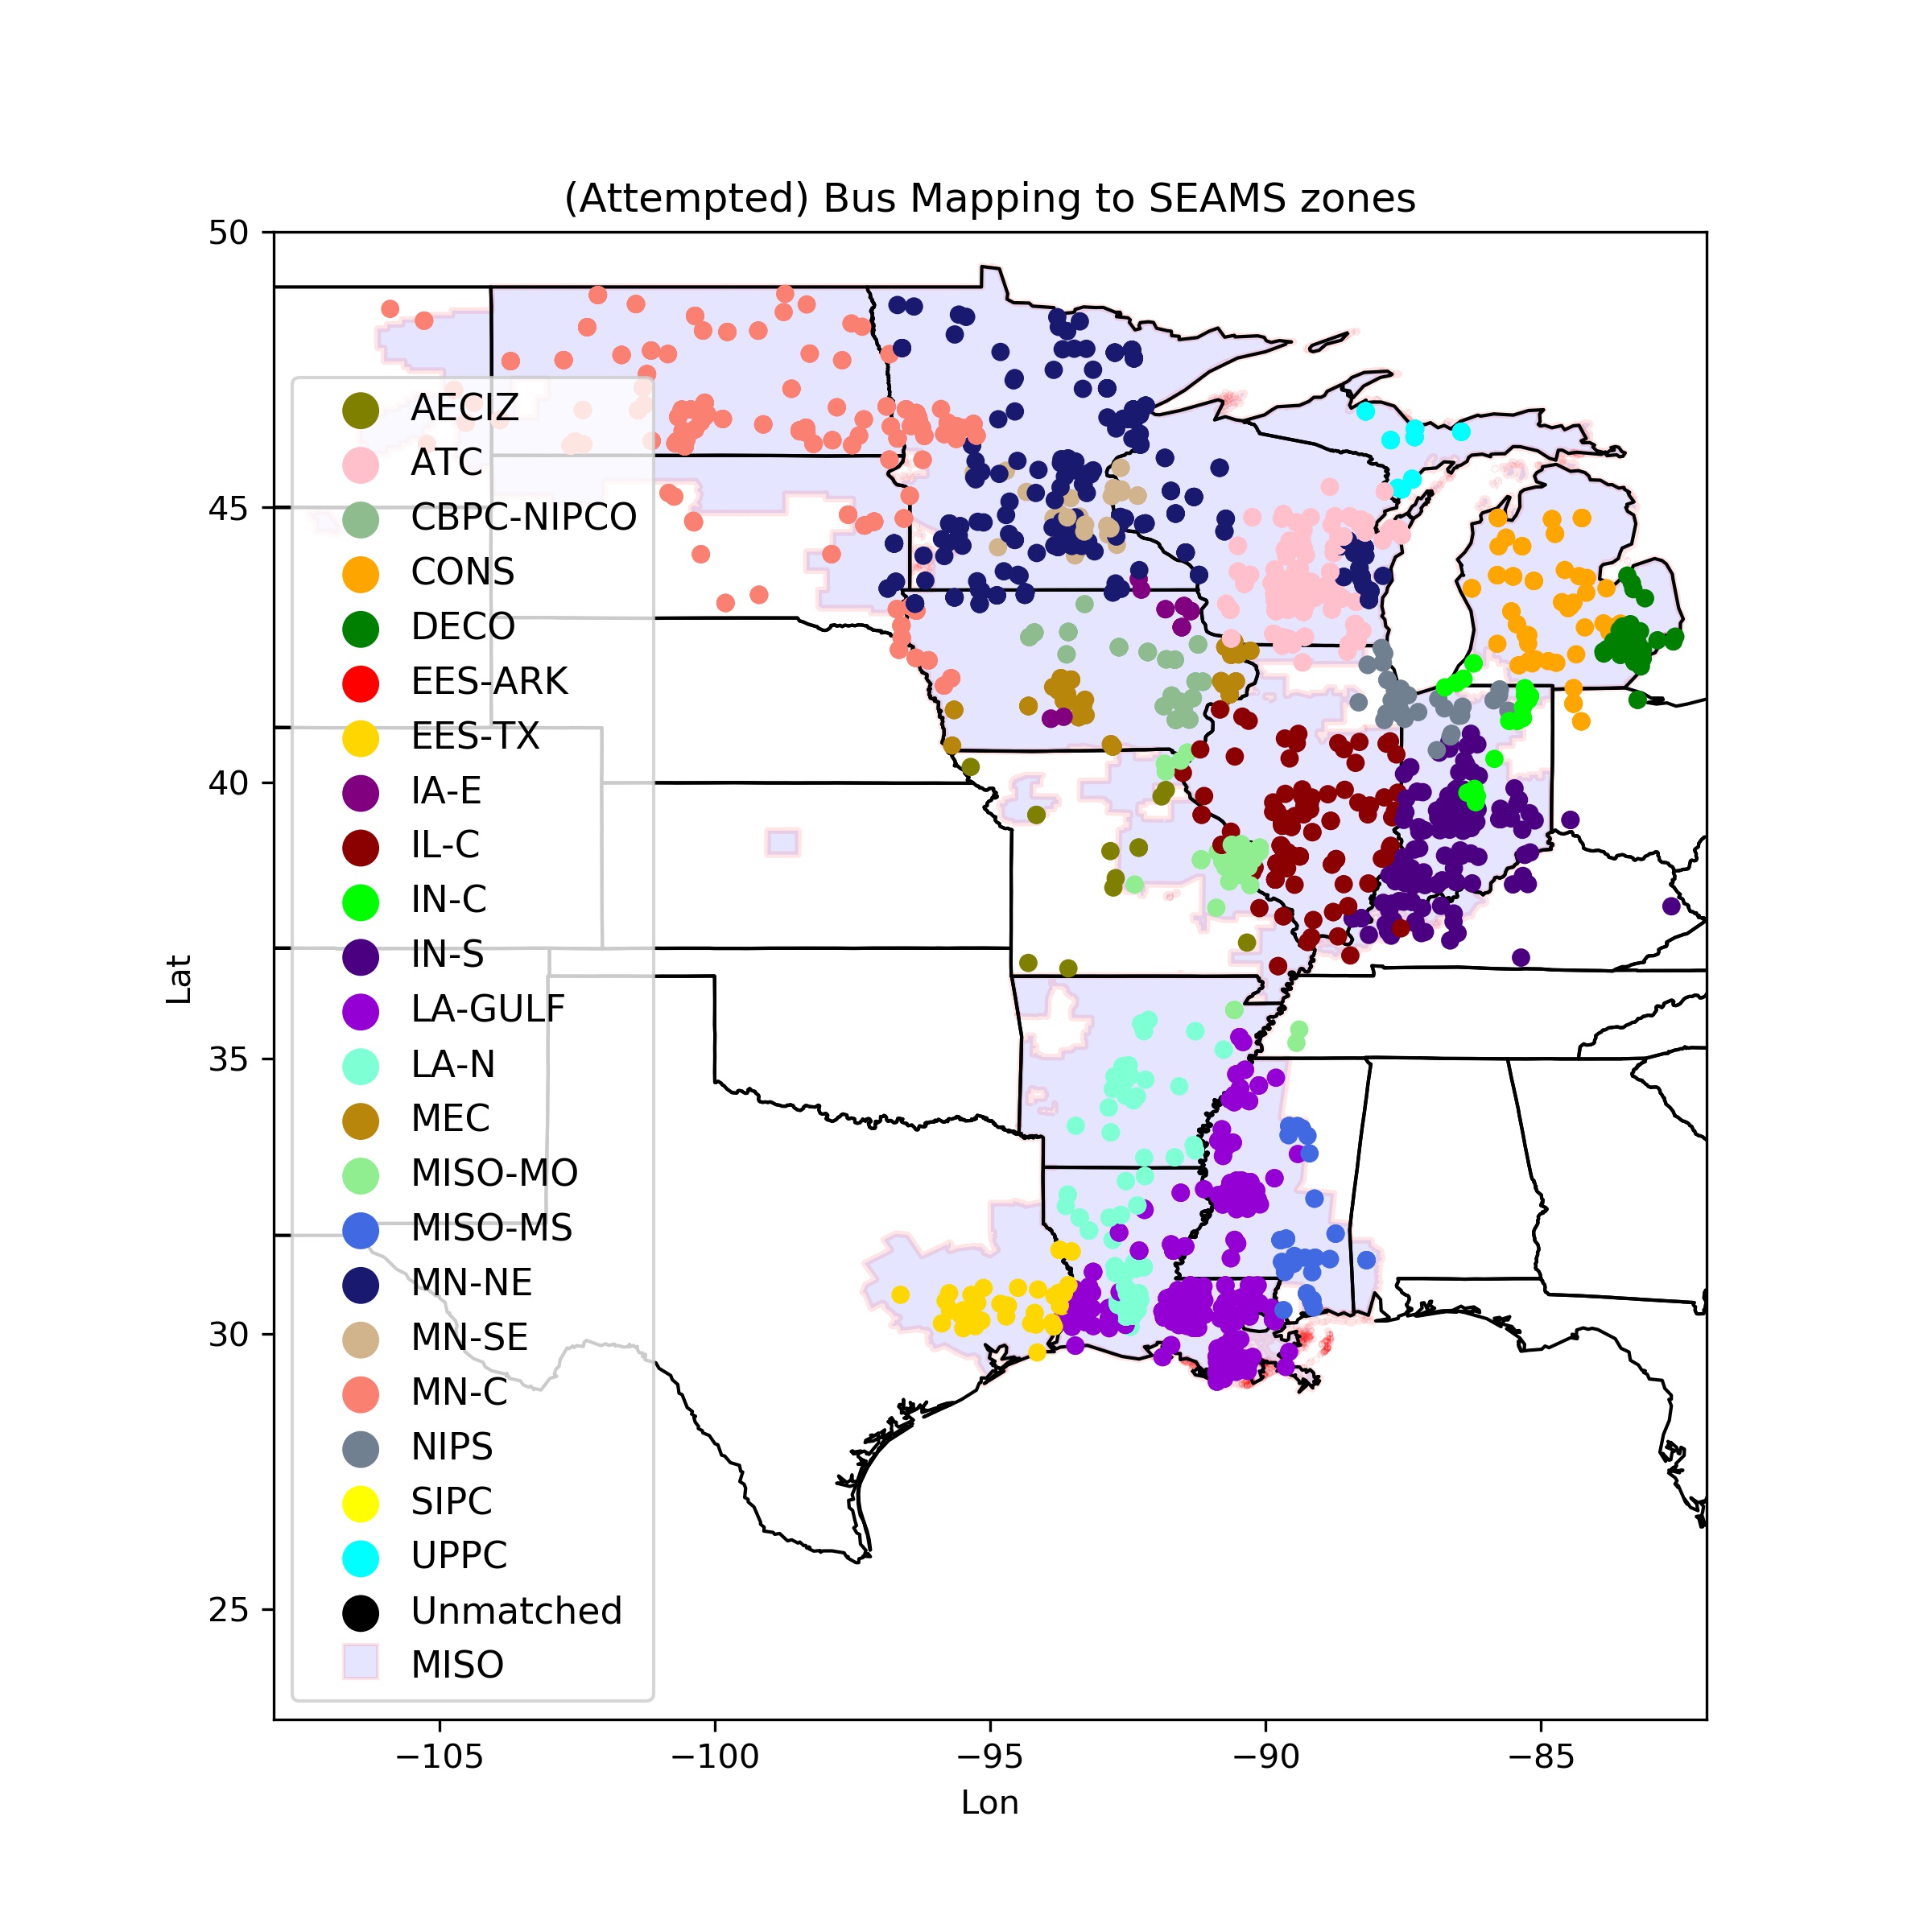 (Attempted) Bus Mapping to SEAMS zones
50
45
40
35
30
25
Lat
AECIZ
ATC
CBPC-NIPCO
CONS
DECO
EES-ARK
EES-TX
IA-E
IL-C
IN-C
IN-S
LA-GULF
LA-N
MEC
MISO-MO
MISO-MS
MN-NE
MN-SE
MN-C
NIPS
SIPC
UPPC
Unmatched
MISO
−105 −100 −95 −90 −85
Lon